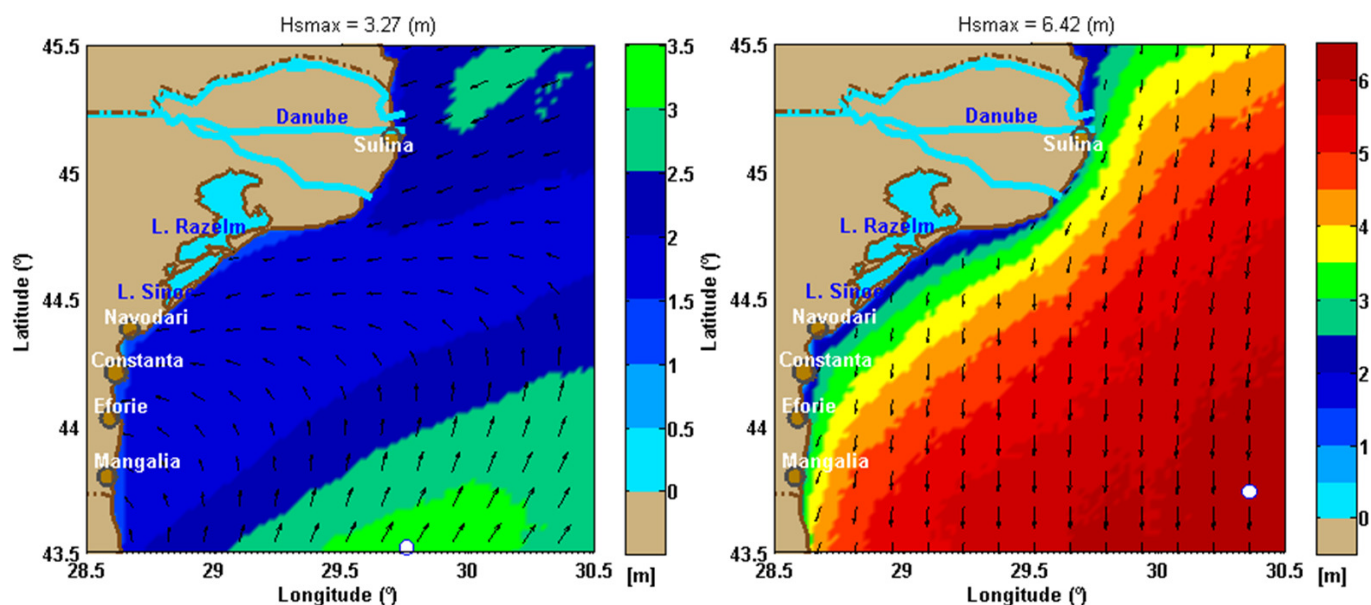 Hsmax = 3.27 (m)
45.5
45
44.5
44
43.5
Latitude (º)
Danube
Sulina
L. Razelm
L. Sinoe
Navodari
Constanta
Eforie
Mangalia
28.5
29
29.5
30
30.5
Longitude (º)
3.5
3
2.5
2
1.5
1
0.5
0
[m]
Hsmax = 6.42 (m)
45.5
45
44.5
44
43.5
Latitude (º)
Danube
Sulina
L. Razelm
L. Sinoe
Navodari
Constanta
Eforie
Mangalia
28.5
29
29.5
30
30.5
Longitude (º)
6
5
4
3
2
1
0
[m]